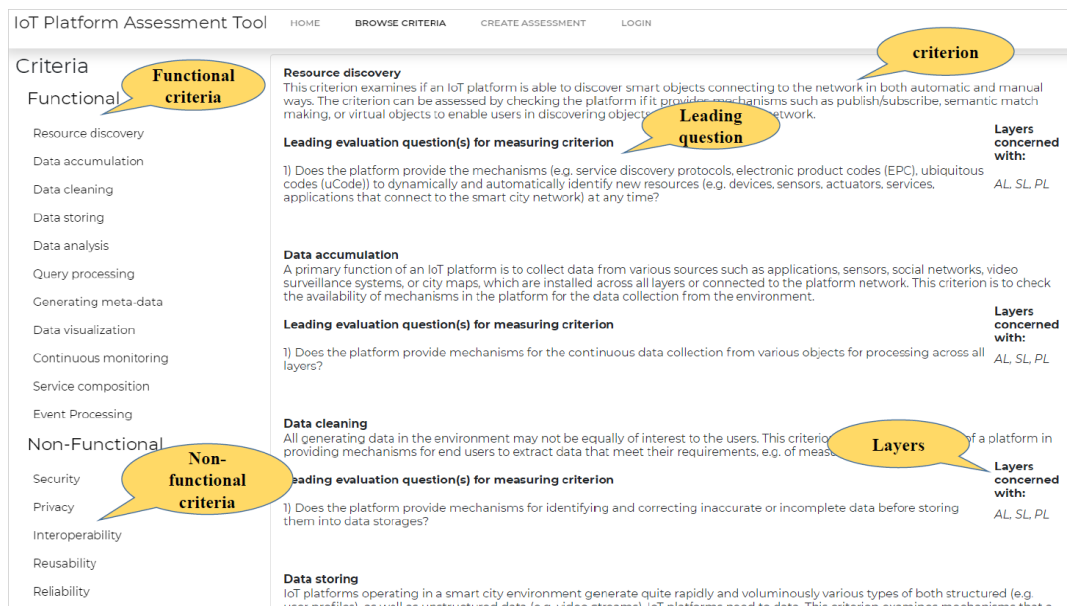 IoT Platform Assessment Tool HOME BROWSE CRITERIA CREATE ASSESSMENT LOGIN
Criteria
Functional
Functional
criteria
Resource discovery
Data accumulation
Data cleaning
Data storing
Data analysis
Query processing
Generating meta-data
Data visualization
Continuous monitoring
Service composition
Event Processing
Non-Functional
Non-
functional
criteria
Security
Privacy
Interoperability
Reusability
Reliability
criterion
Resource discovery
This criterion examines if an IoT platform is able to discover smart objects connecting to the network in both automatic and manual
ways. The criterion can be assessed by checking the platform if it provides mechanisms such as publish/subscribe, semantic match
making, or virtual objects to enable users in discovering objects network.
Leading
question
Leading evaluation question(s) for measuring criterion
1) Does the platform provide the mechanisms (e.g. service discovery protocols, electronic product codes (EPC), ubiquitous
codes (uCode)) to dynamically and automatically identify new resources (e.g. devices, sensors, actuators, services,
applications that connect to the smart city network) at any time?
Layers
concerned
with:
AL, SL, PL
Data accumulation
A primary function of an IoT platform is to collect data from various sources such as applications, sensors, social networks, video
surveillance systems, or city maps, which are installed across all layers or connected to the platform network. This criterion is to check
the availability of mechanisms in the platform for the data collection from the environment.
Leading evaluation question(s) for measuring criterion
1) Does the platform provide mechanisms for the continuous data collection from various objects for processing across all
layers?
Layers
concerned
with:
AL, SL, PL
Data cleaning
All generating data in the environment may not be equally of interest to the users. This criterion of a platform in
providing mechanisms for end users to extract data that meet their requirements, e.g. of
Layers
Leading evaluation question(s) for measuring criterion
1) Does the platform provide mechanisms for identifying and correcting inaccurate or incomplete data before storing
them into data storages?
Layers
concerned
with:
AL, SL, PL
Data storing
IoT platforms operating in a smart city environment generate quite rapidly and voluminously various types of both structured (e.g.